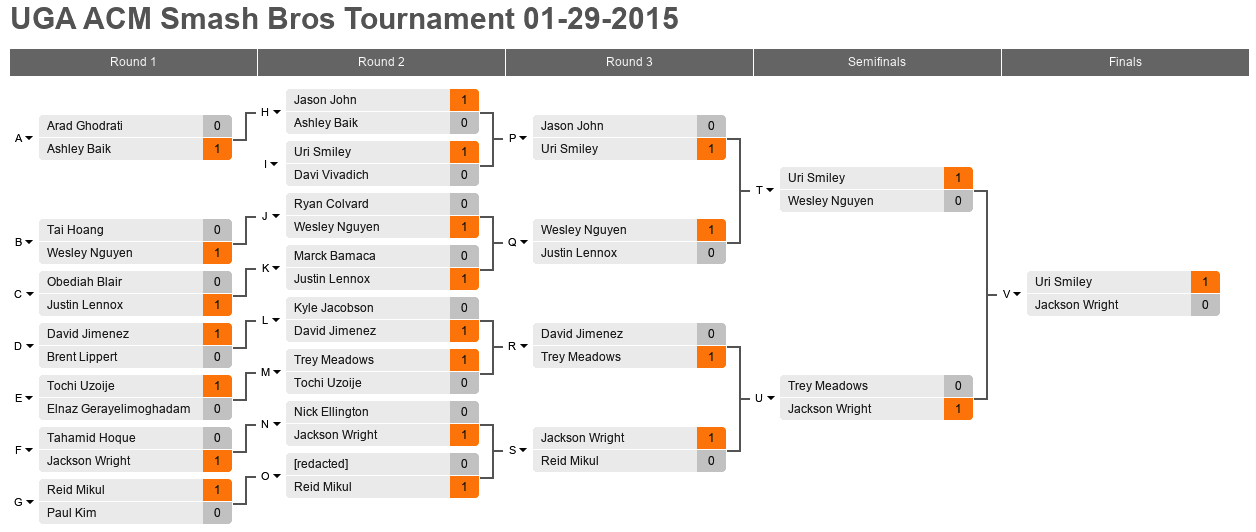 UGA ACM Smash Bros Tournament 01-29-2015
Round 1
Round 2
Round 3
Semifinals
Finals
A
Arad Ghodrati 0
Ashley Baik 1
B
Tai Hoang 0
Wesley Nguyen 1
C
Obediah Blair 0
Justin Lennox 1
D
David Jimenez 1
Brent Lippert 0
E
Tochi Uzoije 1
Elnaz Gerayelimoghadam 0
F
Tahamid Hoque 0
Jackson Wright 1
G
Reid Mikul 1
Paul Kim 0
H
Jason John 1
Ashley Baik 0
I
Uri Smiley 1
Davi Vivadich 0
J
Ryan Colvard 0
Wesley Nguyen 1
K
Marck Bamaca 0
Justin Lennox 1
L
Kyle Jacobson 0
David Jimenez 1
M
Trey Meadows 1
Tochi Uzoije 0
N
Nick Ellington 0
Jackson Wright 1
O
[redacted] 0
Reid Mikul 1
P
Jason John 0
Uri Smiley 1
Q
Wesley Nguyen 1
Justin Lennox 0
R
David Jimenez 0
Trey Meadows 1
S
Jackson Wright 1
Reid Mikul 0
T
Uri Smiley 1
Wesley Nguyen 0
U
Trey Meadows 0
Jackson Wright 1
V
Uri Smiley 1
Jackson Wright 0